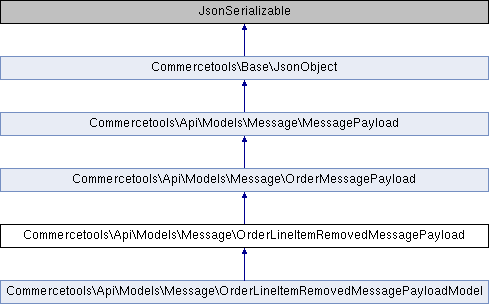 JsonSerializable
Commercetools\Base\JsonObject
Commercetools\Api\Models\Message\MessagePayload
Commercetools\Api\Models\Message\OrderMessagePayload
Commercetools\Api\Models\Message\OrderLineItemRemovedMessagePayload
Commercetools\Api\Models\Message\OrderLineItemRemovedMessagePayloadModel